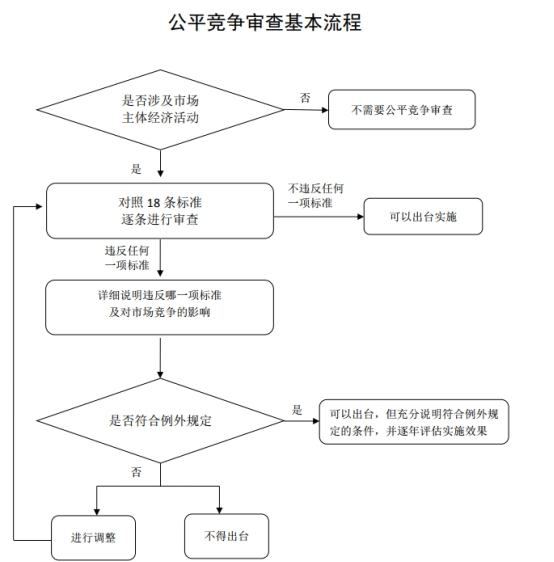 公平竞争审查基本流程
是否涉及市场
主体经济活动
否
不需要公平竞争审查
是
对照 18 条标准
逐条进行审查
不违反任何
一项标准
可以出台实施
违反任何
一项标准
详细说明违反哪一项标准
及对市场竞争的影响
是否符合例外规定
是
可以出台，但充分说明符合例外规
定的条件，并逐年评估实施效果
否
进行调整
不得出台